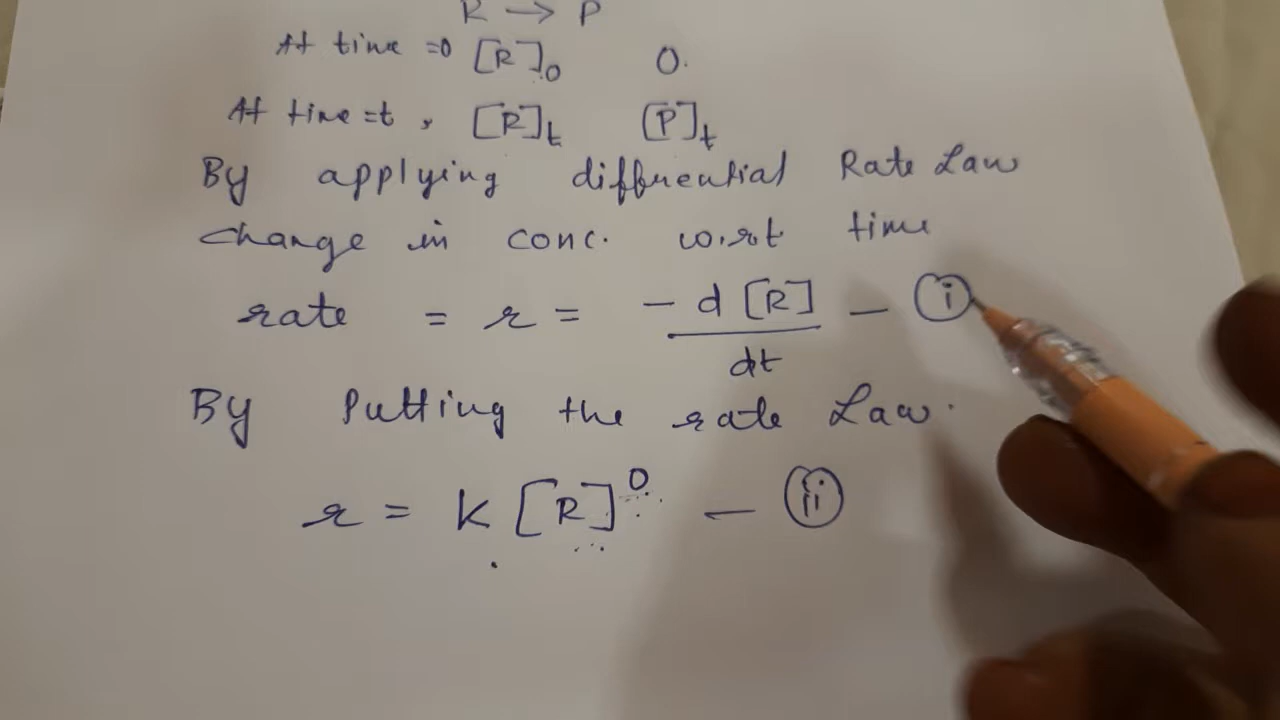 R → P
At time =0 [R]₀ 0.
At time =t, [R]t [P]t
By applying diffrential Rate Law
change in conc. w.r.t time
rate = r = - d [R] / dt - (i)
By Putting the rate Law.
r = K [R]⁰ - (ii)